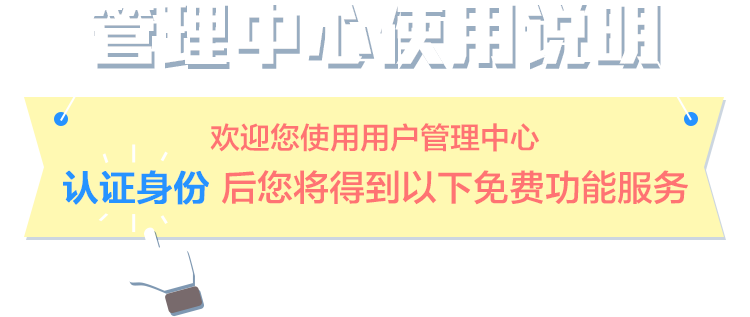 管理中心使用说明
欢迎您使用用户管理中心
认证身份 后您将得到以下免费功能服务